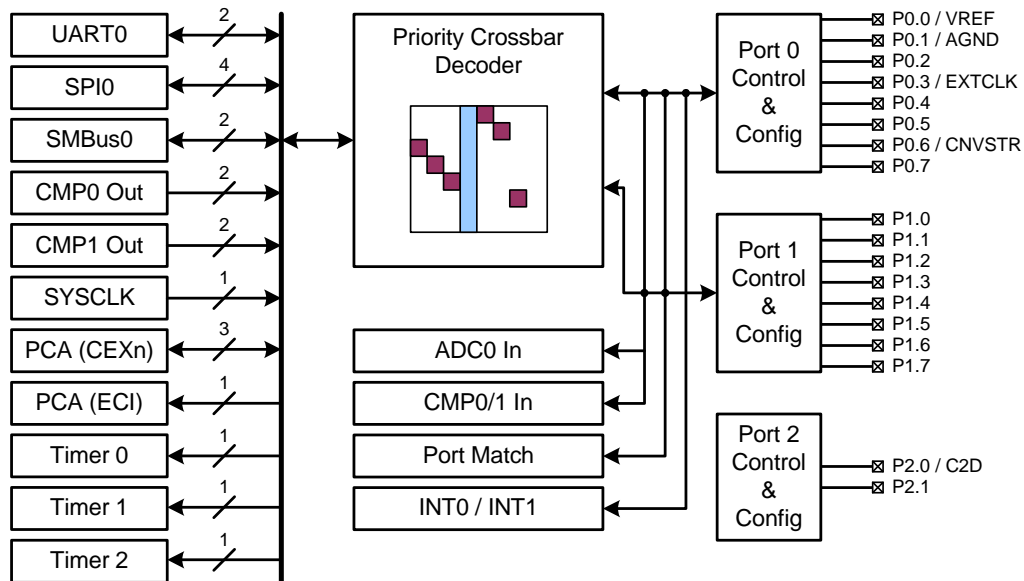 UART0
2
SPI0
4
SMBus0
2
CMP0 Out
2
CMP1 Out
2
SYSCLK
1
PCA (CEXn)
3
PCA (ECI)
1
Timer 0
1
Timer 1
1
Timer 2
1
Priority Crossbar
Decoder
ADC0 In
CMP0/1 In
Port Match
INT0 / INT1
Port 0
Control
&
Config
P0.0 / VREF
P0.1 / AGND
P0.2
P0.3 / EXTCLK
P0.4
P0.5
P0.6 / CNVSTR
P0.7
Port 1
Control
&
Config
P1.0
P1.1
P1.2
P1.3
P1.4
P1.5
P1.6
P1.7
Port 2
Control
&
Config
P2.0 / C2D
P2.1